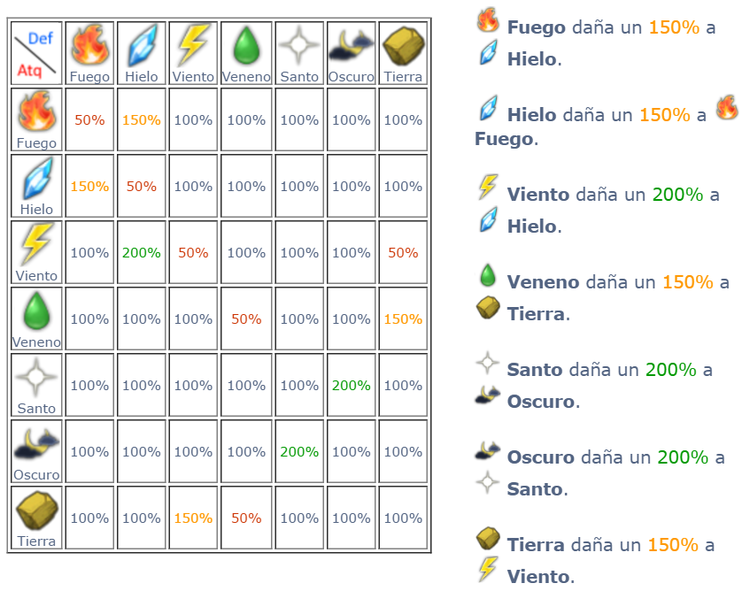 Def
Atq
Fuego Hielo Viento Veneno Santo Oscuro Tierra
Fuego 50% 150% 100% 100% 100% 100% 100%
Hielo 150% 50% 100% 100% 100% 100% 100%
Viento 100% 200% 50% 100% 100% 100% 50%
Veneno 100% 100% 100% 50% 100% 100% 150%
Santo 100% 100% 100% 100% 100% 200% 100%
Oscuro 100% 100% 100% 100% 200% 100% 100%
Tierra 100% 100% 150% 50% 100% 100% 100%
Fuego daña un 150% a
Hielo.
Hielo daña un 150% a
Fuego.
Viento daña un 200% a
Hielo.
Veneno daña un 150% a
Tierra.
Santo daña un 200% a
Oscuro.
Oscuro daña un 200% a
Santo.
Tierra daña un 150% a
Viento.